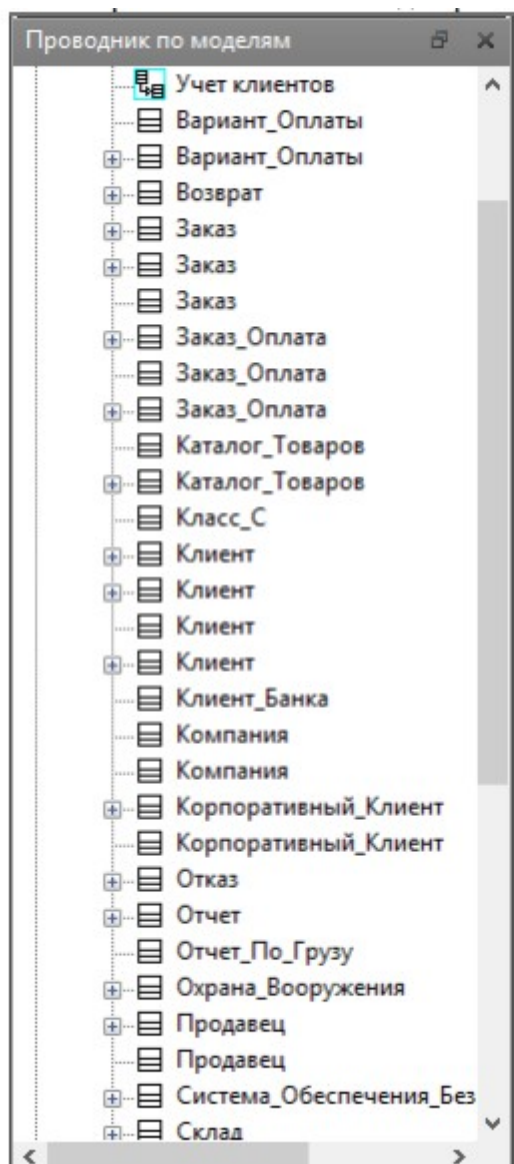 Проводник по моделям
Учет клиентов
Вариант_Оплаты
Вариант_Оплаты
Возврат
Заказ
Заказ
Заказ
Заказ_Оплата
Заказ_Оплата
Заказ_Оплата
Каталог_Товаров
Каталог_Товаров
Класс_С
Клиент
Клиент
Клиент
Клиент
Клиент_Банка
Компания
Компания
Корпоративный_Клиент
Корпоративный_Клиент
Отказ
Отчет
Отчет_По_Грузу
Охрана_Вооружения
Продавец
Продавец
Система_Обеспечения_Без
Склад